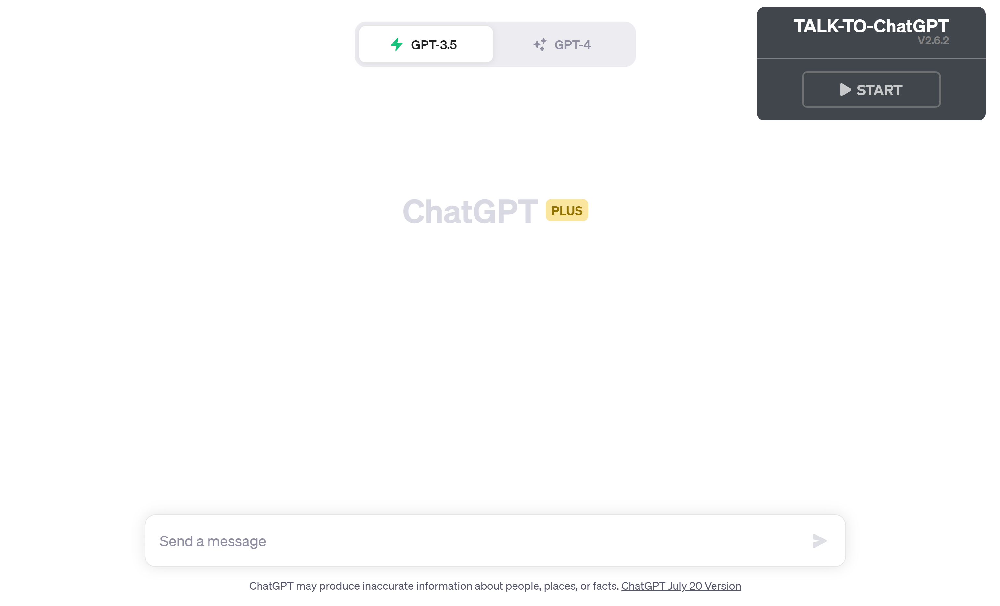 GPT-3.5
GPT-4
TALK-TO-ChatGPT
V2.6.2
START
ChatGPT PLUS
Send a message
ChatGPT may produce inaccurate information about people, places, or facts. ChatGPT July 20 Version